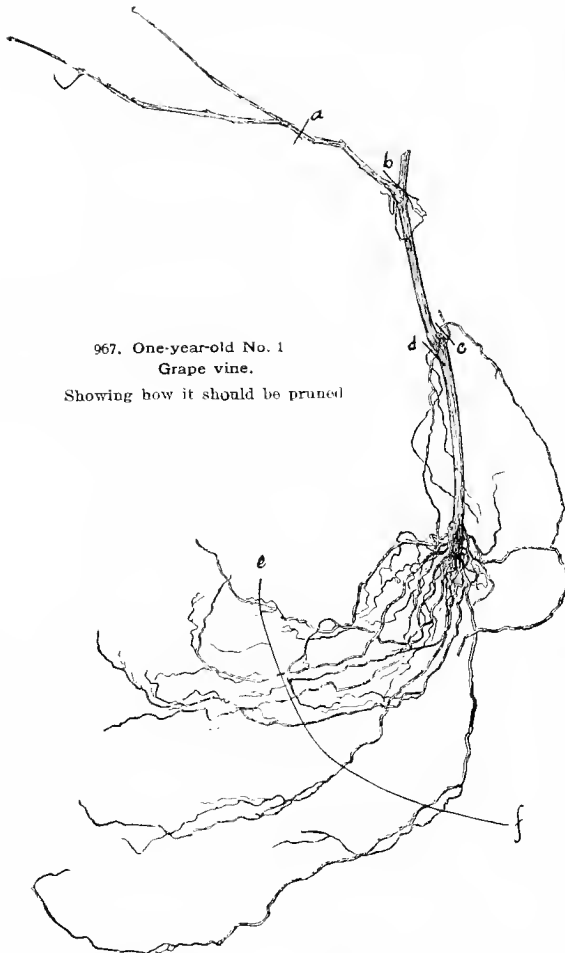 a
b
967. One-year-old No. 1
Grape vine.
Showing how it should be pruned
d c
e
f